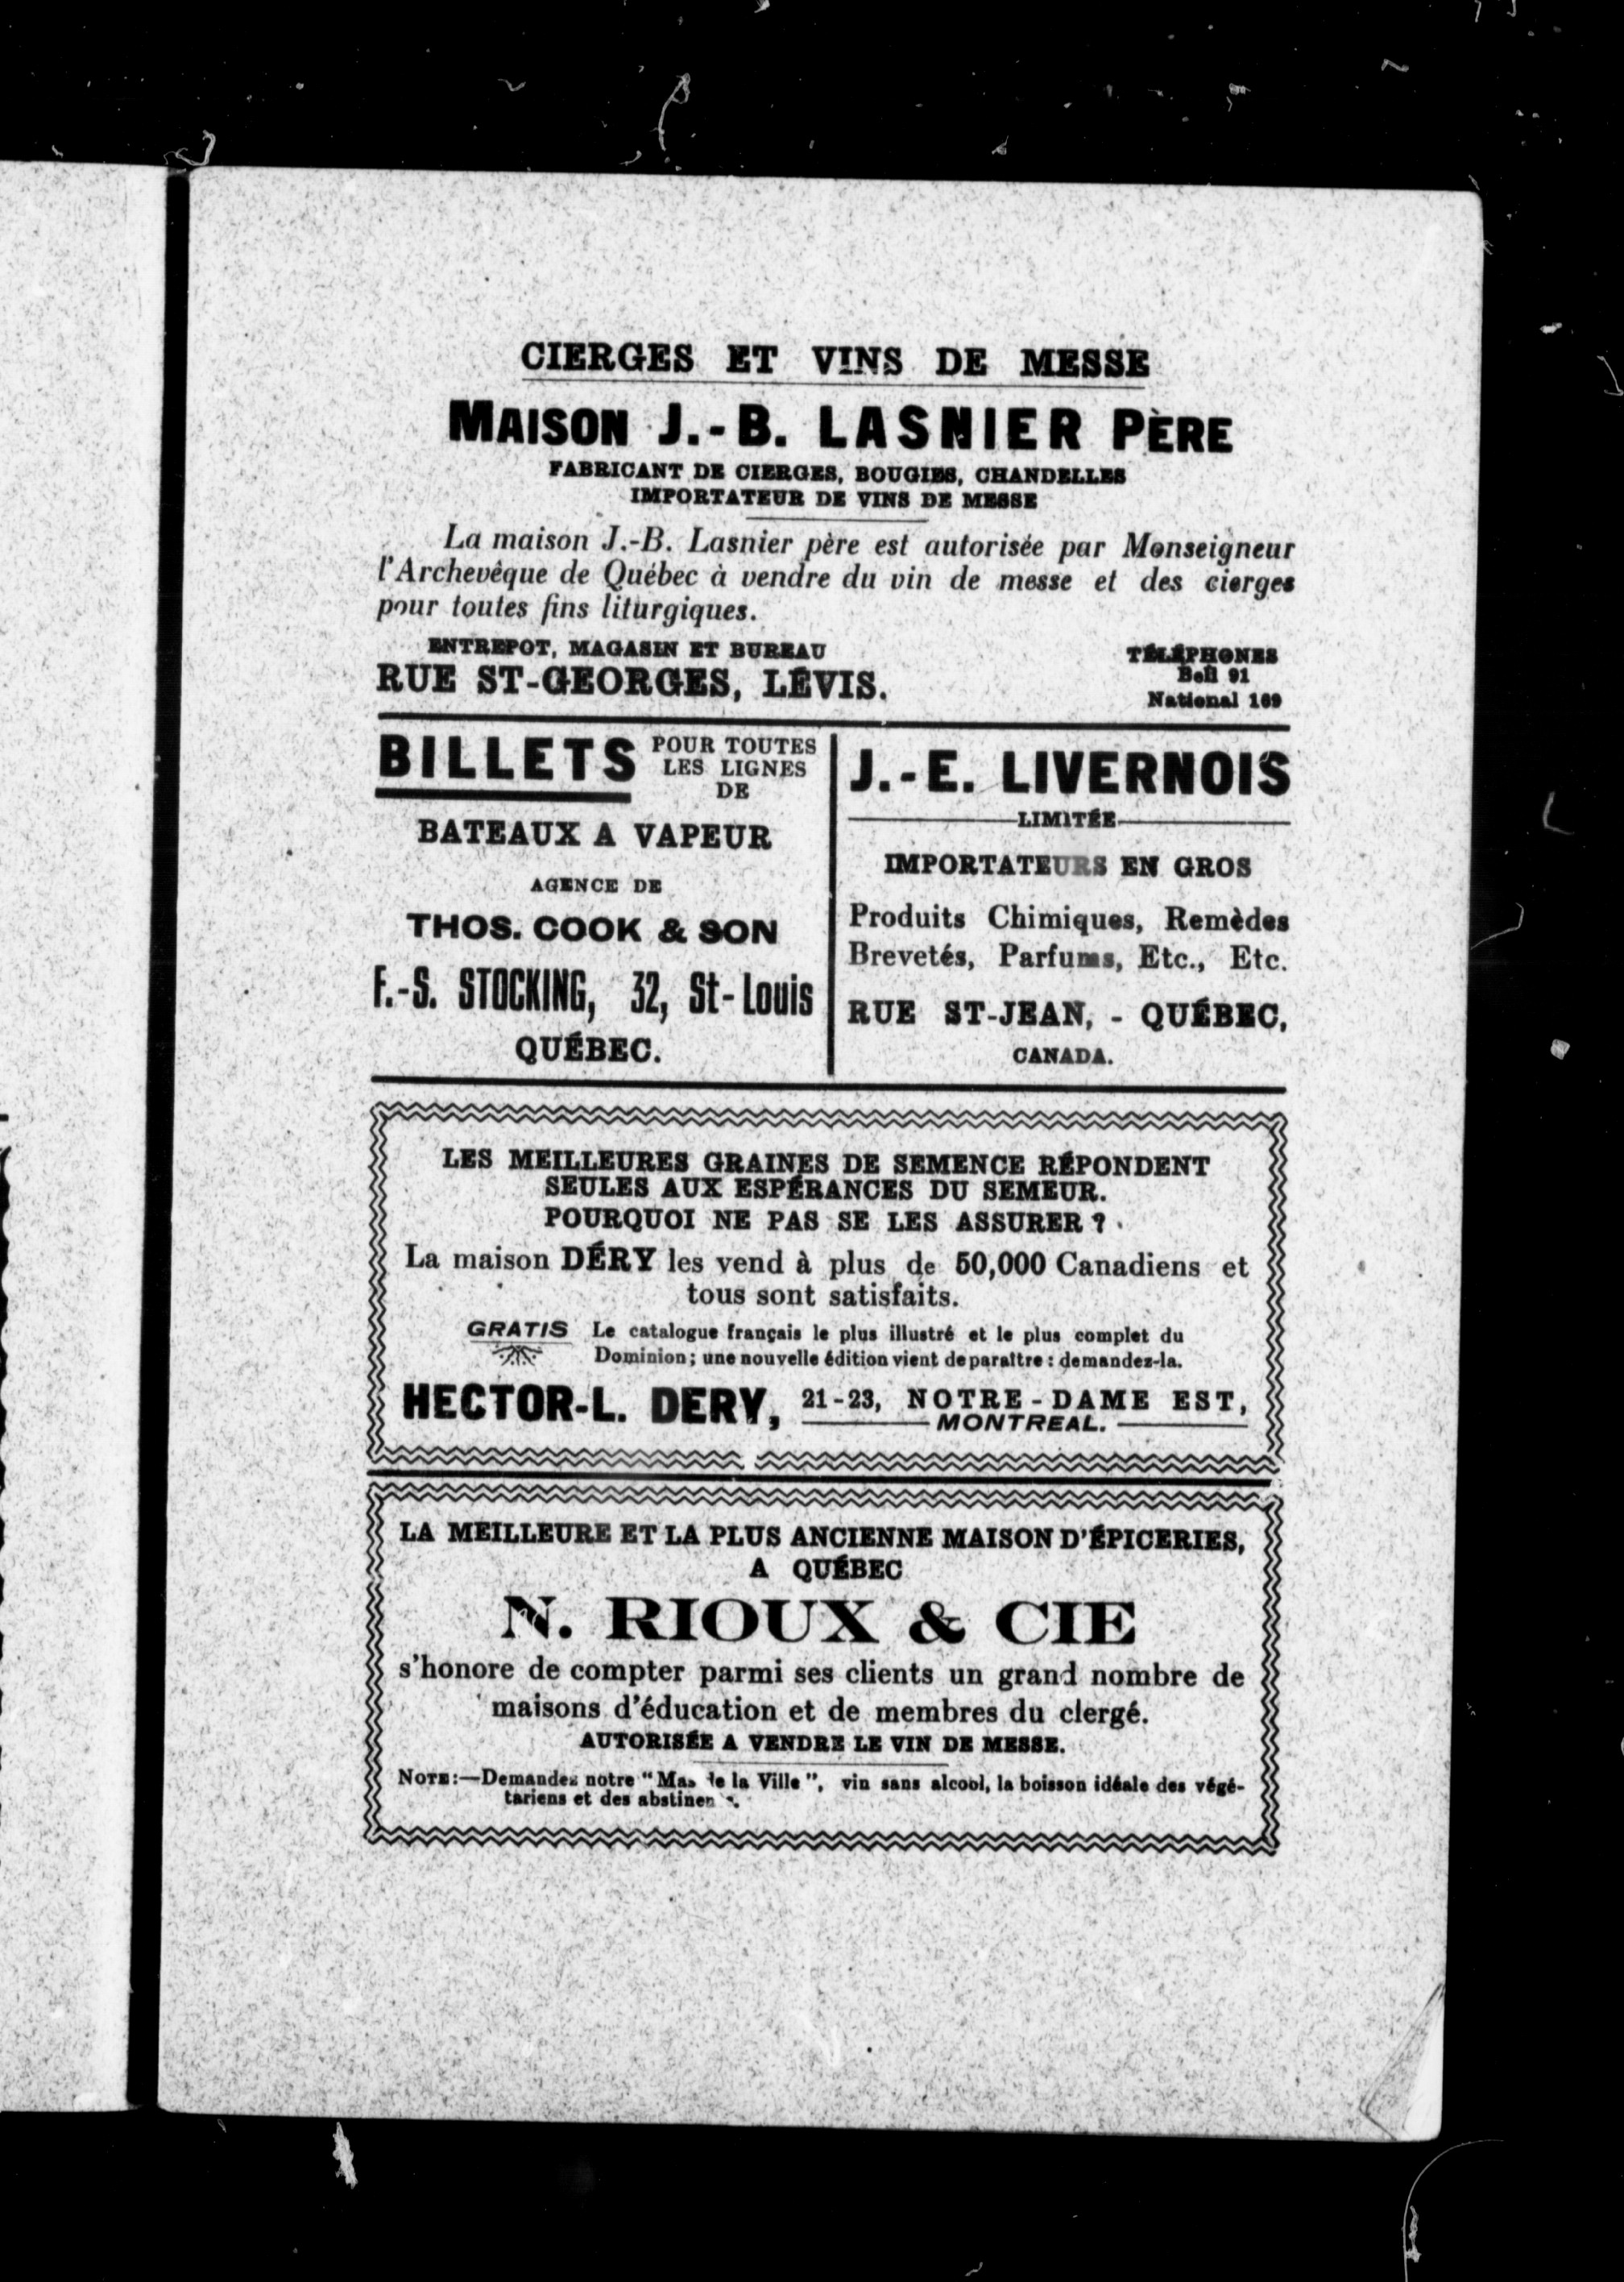 CIERGES ET VINS DE MESSE
MAISON J.-B. LASNIER PÈRE
FABRICANT DE CIERGES, BOUGIES, CHANDELLES
IMPORTATEUR DE VINS DE MESSE
La maison J.-B. Lasnier père est autorisée par Monseigneur
l'Archevêque de Québec à vendre du vin de messe et des cierges
pour toutes fins liturgiques.
ENTREPOT, MAGASIN ET BUREAU
RUE ST-GEORGES, LÉVIS.
TÉLÉPHONES
Bell 91
National 169
BILLETS POUR TOUTES
LES LIGNES
DE
BATEAUX A VAPEUR
AGENCE DE
THOS. COOK & SON
F.-S. STOCKING, 32, St-Louis
QUÉBEC.
J.-E. LIVERNOIS
LIMITÉE
IMPORTATEURS EN GROS
Produits Chimiques, Remèdes
Brevetés, Parfums, Etc., Etc.
RUE ST-JEAN, - QUÉBEC,
CANADA.
LES MEILLEURES GRAINES DE SEMENCE RÉPONDENT
SEULES AUX ESPÉRANCES DU SEMEUR.
POURQUOI NE PAS SE LES ASSURER ?
La maison DÉRY les vend à plus de 50,000 Canadiens et
tous sont satisfaits.
GRATIS Le catalogue français le plus illustré et le plus complet du
Dominion; une nouvelle édition vient de paraître : demandez-la.
HECTOR-L. DERY, 21-23, NOTRE-DAME EST,
MONTREAL.
LA MEILLEURE ET LA PLUS ANCIENNE MAISON D'ÉPICERIES,
A QUÉBEC
N. RIOUX & CIE
s'honore de compter parmi ses clients un grand nombre de
maisons d'éducation et de membres du clergé.
AUTORISÉE A VENDRE LE VIN DE MESSE.
NOTE:—Demandez notre "Mas de la Ville", vin sans alcool, la boisson idéale des végé-
tariens et des